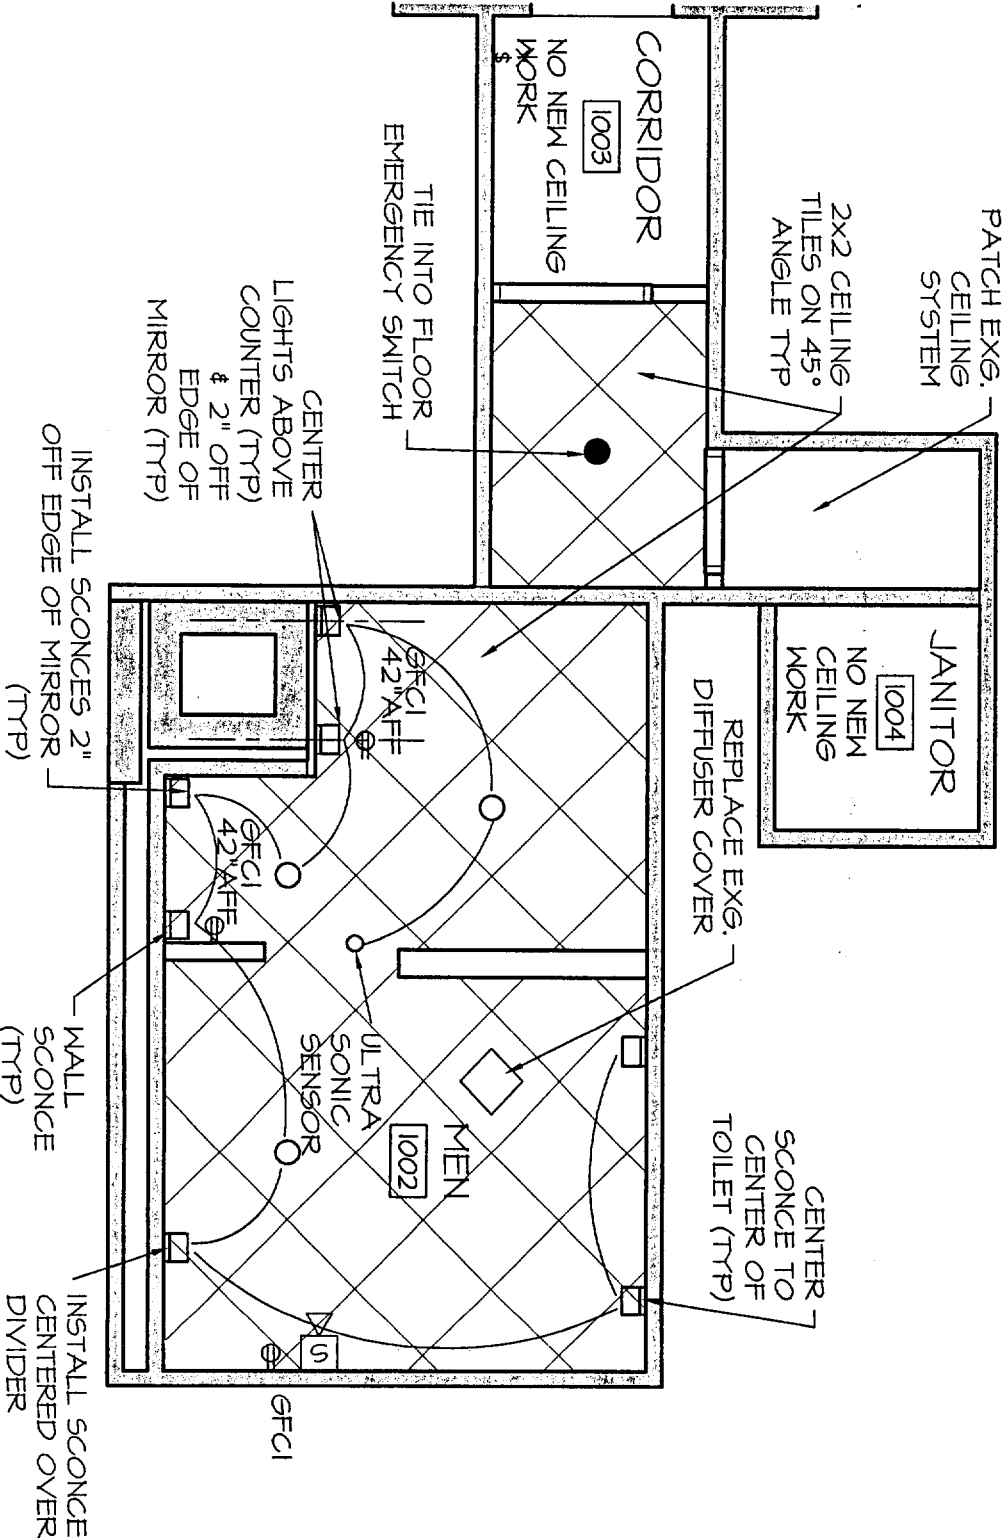 PATCH EXG.
CEILING
SYSTEM
2x2 CEILING
TILES ON 45°
ANGLE TYP
CORRIDOR
1003
NO NEW CEILING
WORK
$
TIE INTO FLOOR
EMERGENCY SWITCH
JANITOR
1004
NO NEW
CEILING
WORK
REPLACE EXG.
DIFFUSER COVER
CENTER
LIGHTS ABOVE
COUNTER (TYP)
& 2" OFF
EDGE OF
MIRROR (TYP)
GFCI
42" AFF
INSTALL SCONCES 2"
OFF EDGE OF MIRROR
(TYP)
GFCI
42" AFF
WALL
SCONCE
(TYP)
ULTRA
SONIC
SENSOR
MEN
1002
CENTER
SCONCE TO
CENTER OF
TOILET (TYP)
S
GFCI
INSTALL SCONCE
CENTERED OVER
DIVIDER